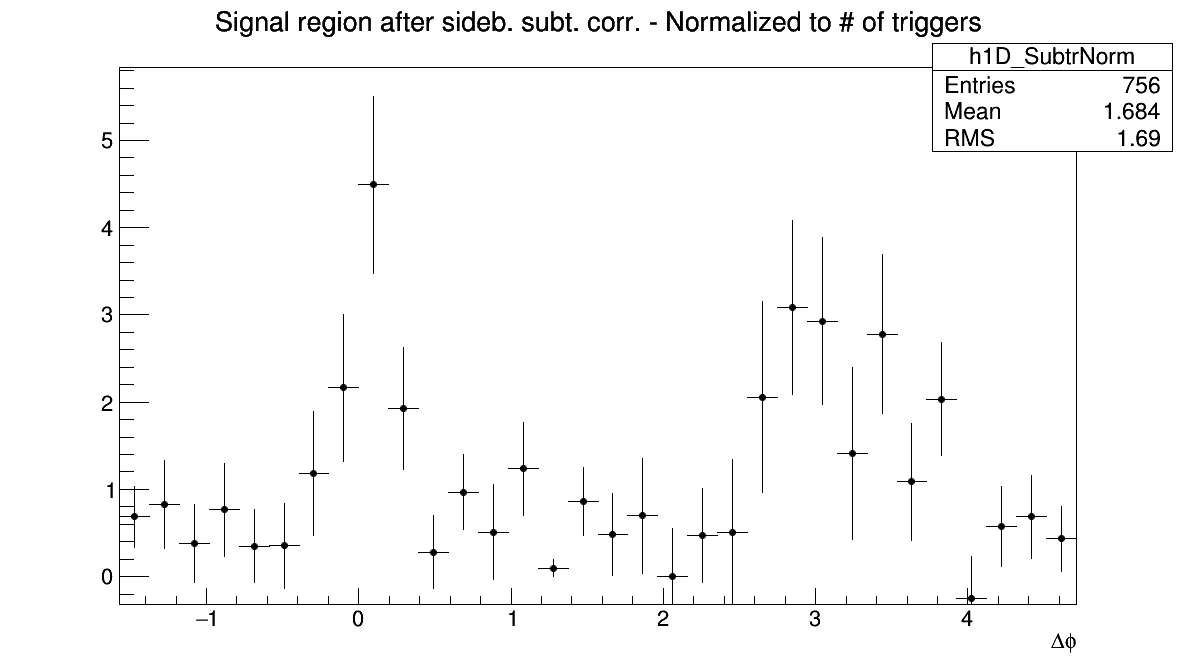 Signal region after sideb. subt. corr. - Normalized to # of triggers
h1D_SubtrNorm
Entries 756
Mean 1.684
RMS 1.69
5
4
3
2
1
0
−1 0 1 2 3 4
Δϕ